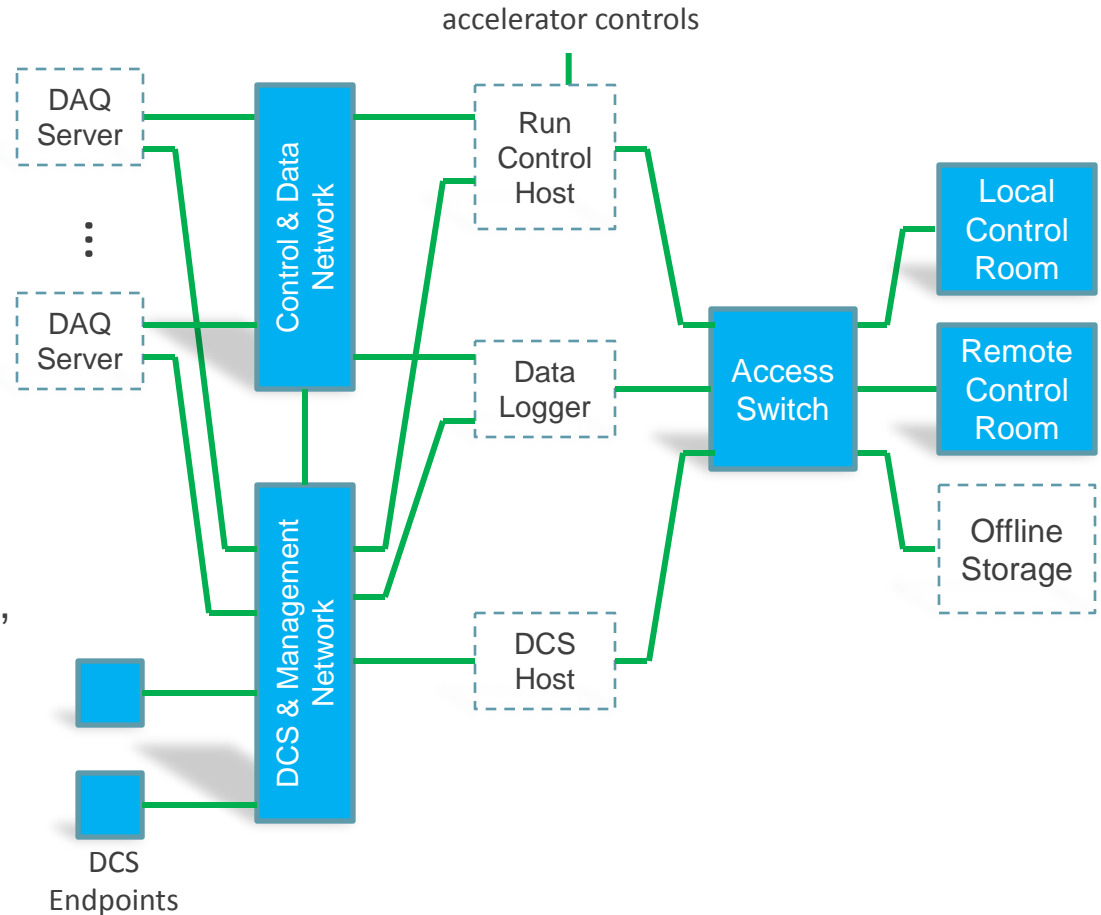 accelerator controls
DAQ
Server
...
DAQ
Server
Control & Data
Network
Run
Control
Host
Data
Logger
DCS & Management
Network
DCS
Host
Access
Switch
Local
Control
Room
Remote
Control
Room
Offline
Storage
,
DCS
Endpoints